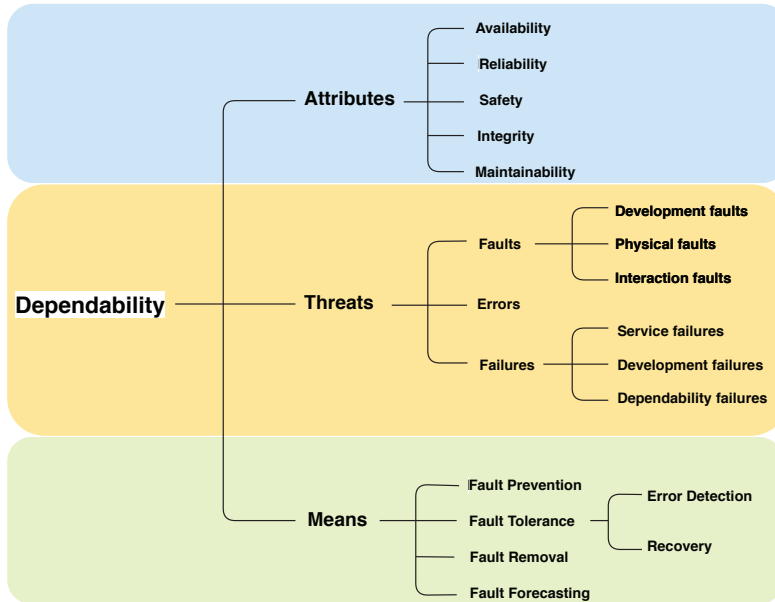 Dependability
Attributes
Availability
Reliability
Safety
Integrity
Maintainability
Threats
Faults
Development faults
Physical faults
Interaction faults
Errors
Failures
Service failures
Development failures
Dependability failures
Means
Fault Prevention
Fault Tolerance
Error Detection
Recovery
Fault Removal
Fault Forecasting